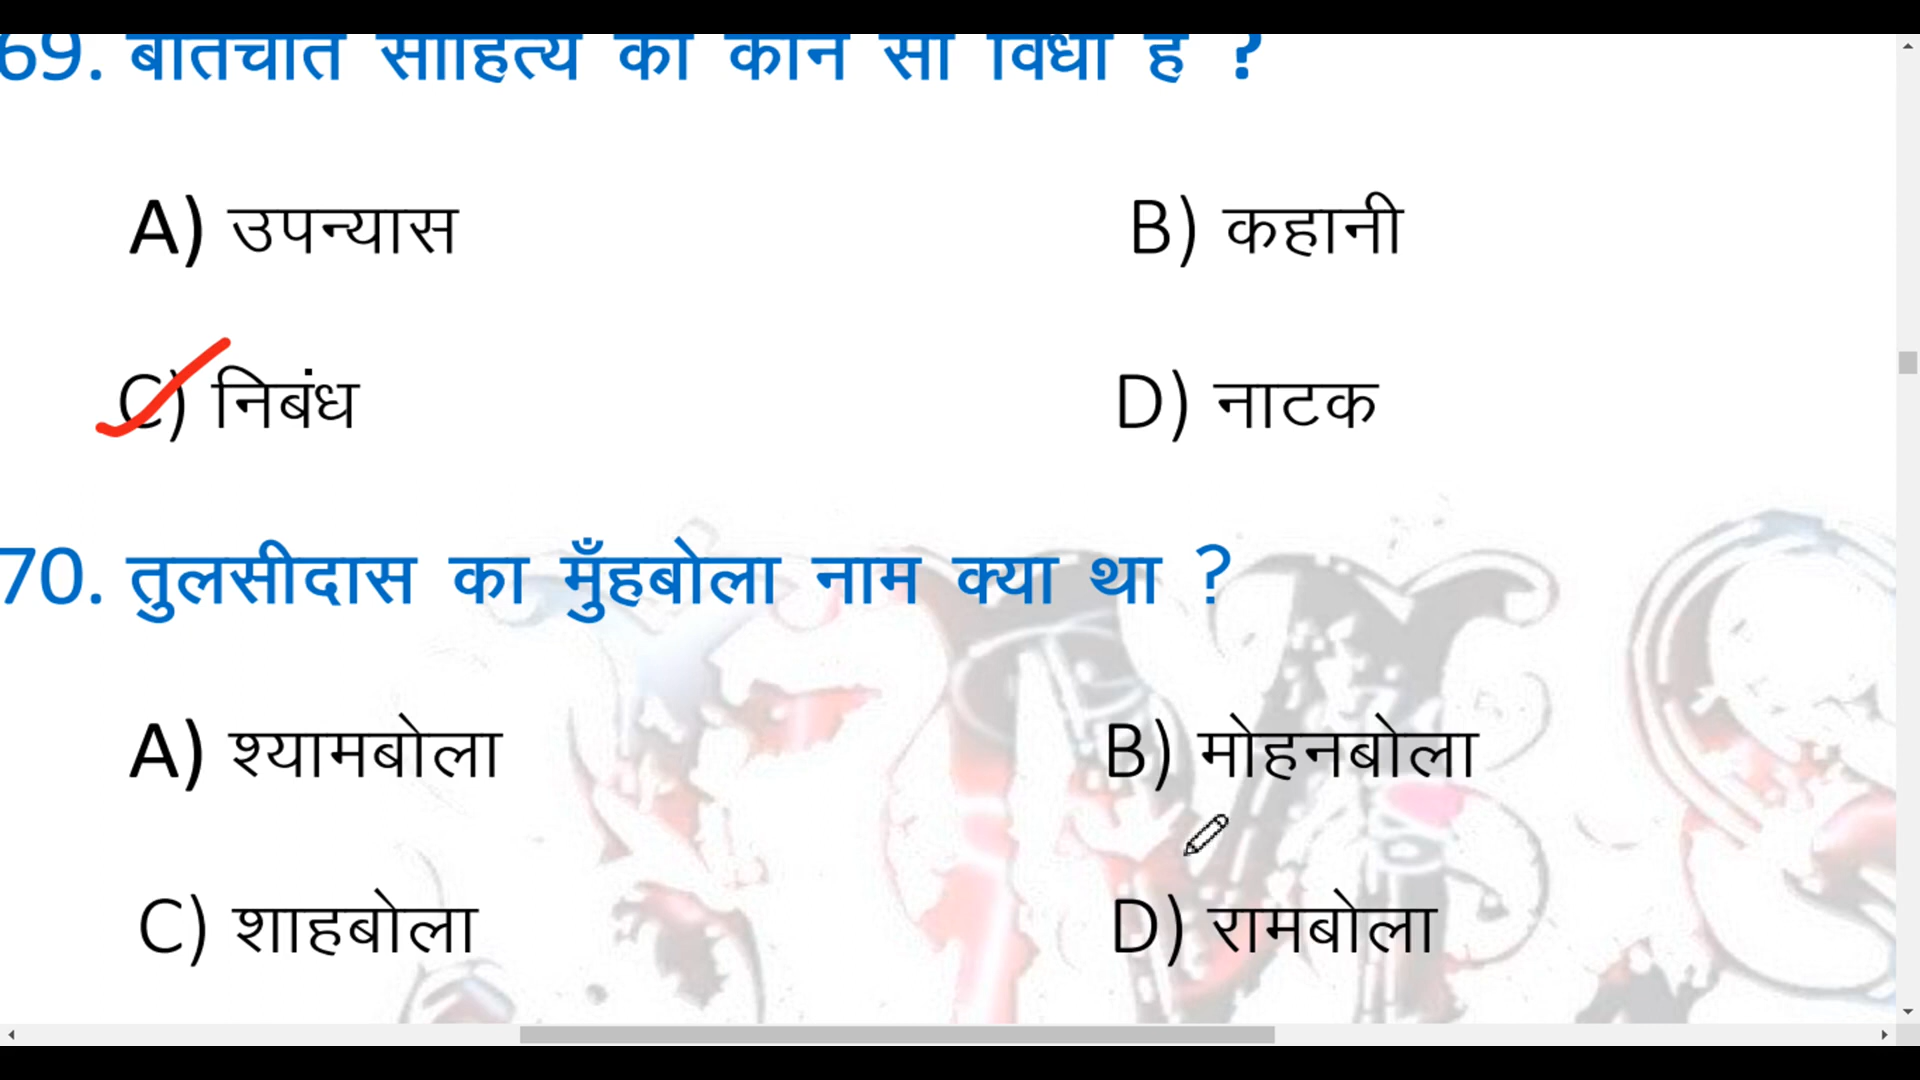 69. बातचीत साहित्य की कौन सी विधा है ?
A) उपन्यास B) कहानी
C) निबंध D) नाटक
70. तुलसीदास का मुँहबोला नाम क्या था ?
A) श्यामबोला B) मोहनबोला
C) शाहबोला D) रामबोला